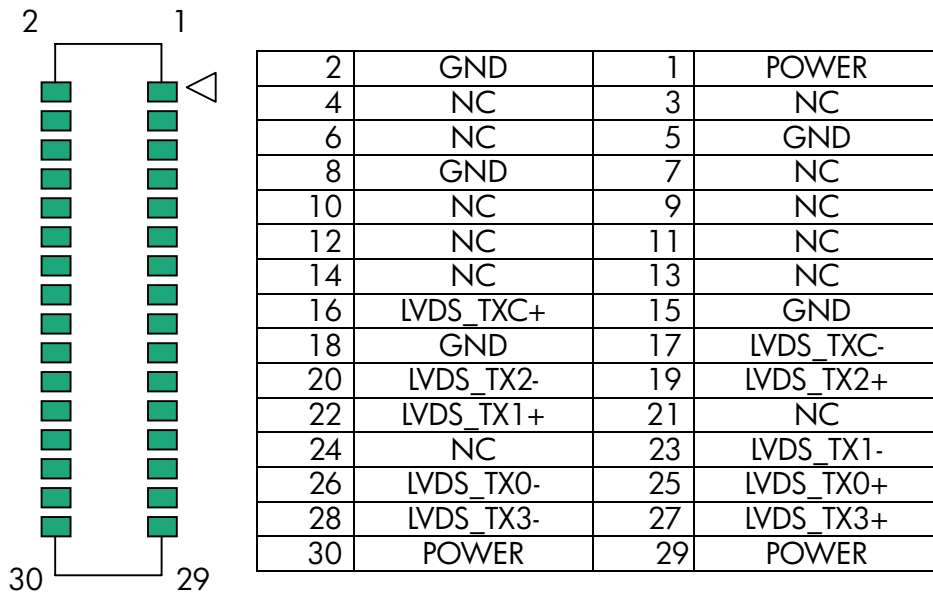 2 1
2 GND 1 POWER
4 NC 3 NC
6 NC 5 GND
8 GND 7 NC
10 NC 9 NC
12 NC 11 NC
14 NC 13 NC
16 LVDS_TXC+ 15 GND
18 GND 17 LVDS_TXC-
20 LVDS_TX2- 19 LVDS_TX2+
22 LVDS_TX1+ 21 NC
24 NC 23 LVDS_TX1-
26 LVDS_TX0- 25 LVDS_TX0+
28 LVDS_TX3- 27 LVDS_TX3+
30 POWER 29 POWER
30 29